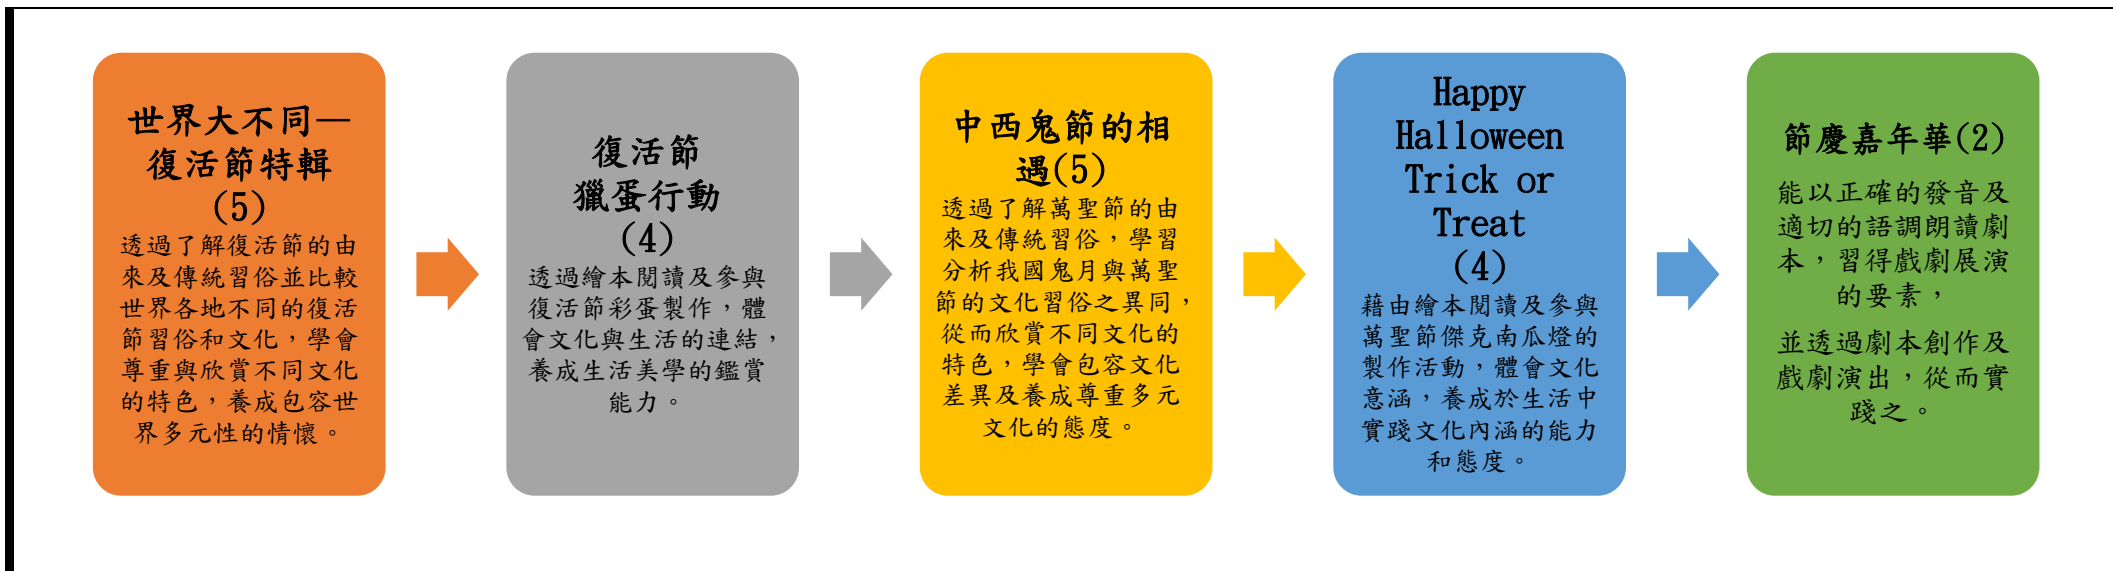 世界大不同—
復活節特輯
(5)
透過了解復活節的由
來及傳統習俗並比較
世界各地不同的復活
節習俗和文化，學會
尊重與欣賞不同文化
的特色，養成包容世
界多元性的情懷。
復活節
獵蛋行動
(4)
透過繪本閱讀及參與
復活節彩蛋製作，體
會文化與生活的連結，
養成生活美學的鑑賞
能力。
中西鬼節的相
遇(5)
透過了解萬聖節的由
來及傳統習俗，學習
分析我國鬼月與萬聖
節的文化習俗之異同，
從而欣賞不同文化的
特色，學會包容文化
差異及養成尊重多元
文化的態度。
Happy
Halloween
Trick or
Treat
(4)
藉由繪本閱讀及參與
萬聖節傑克南瓜燈的
製作活動，體會文化
意涵，養成於生活中
實踐文化內涵的能力
和態度。
節慶嘉年華(2)
能以正確的發音及
適切的語調朗讀劇
本，習得戲劇展演
的要素，
並透過劇本創作及
戲劇演出，從而實
踐之。